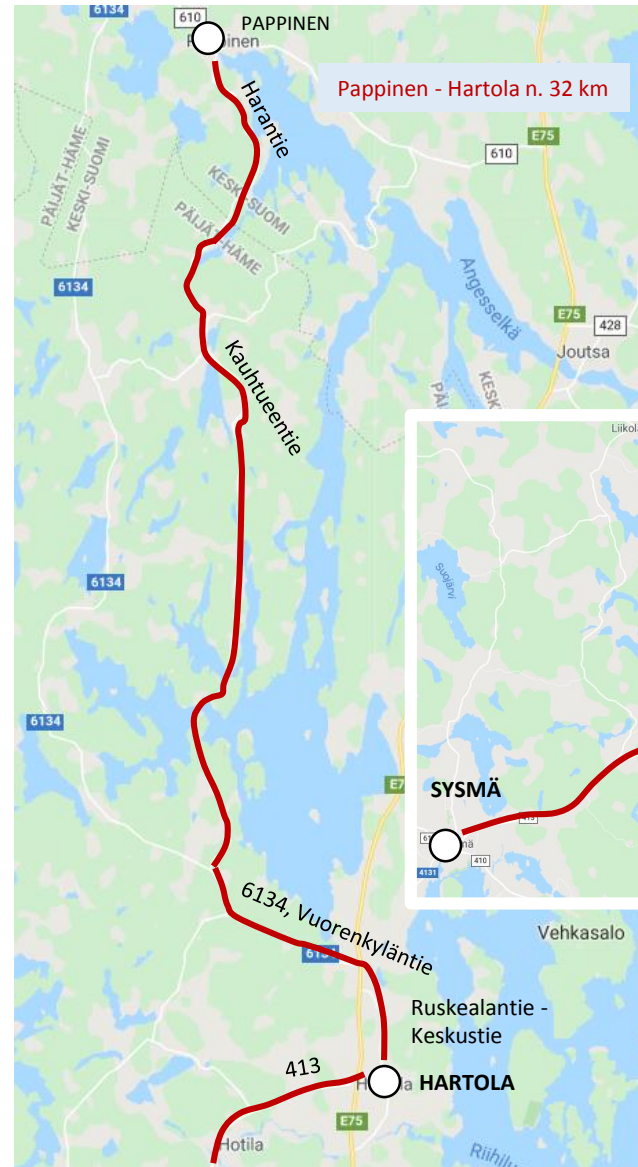 6134
610
PAPPINEN
Pappinen - Hartola n. 32 km
Harantie
E75
610
PÄIJÄT-HÄME
KESKI-SUOMI
KESKI-SUOMI
PÄIJÄT-HÄME
6134
Angesselkä
E75
428
Joutsa
Kauhtueentie
KESKI
Liikola
Suojärvi
6134
6134
SYSMÄ
413
410
4131
6134, Vuorenkyläntie
Vehkasalo
Ruskealantie -
Keskustie
413
HARTOLA
E75
Hotila